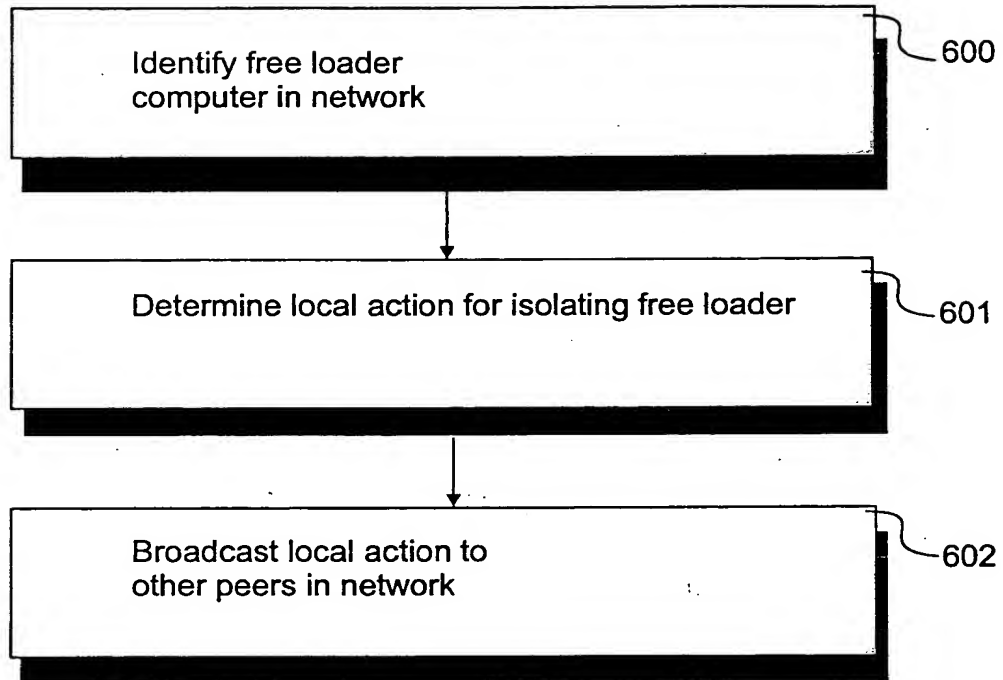 Identify free loader
computer in network
600
Determine local action for isolating free loader
601
Broadcast local action to
other peers in network
602